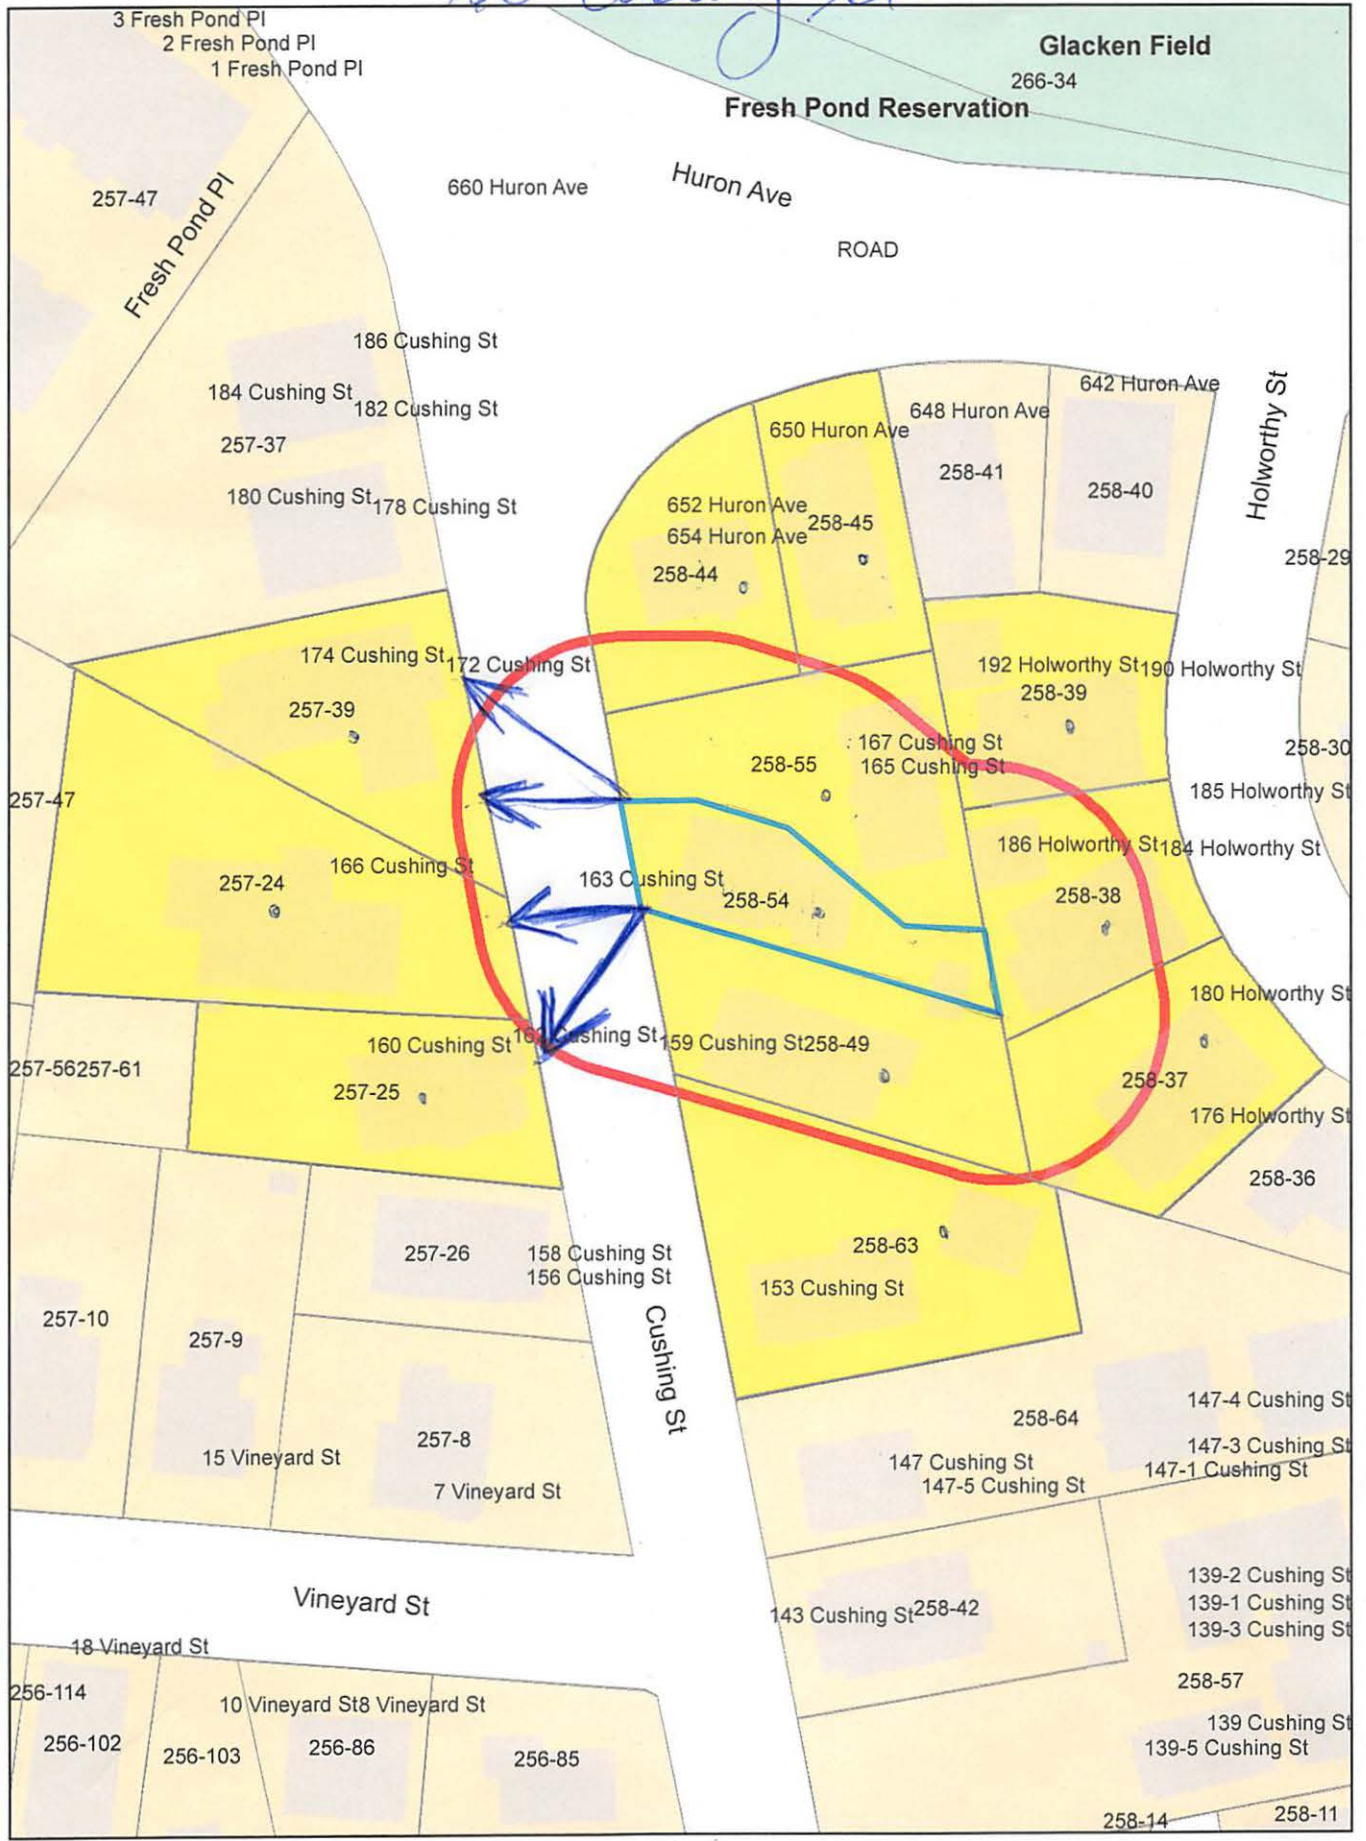 3 Fresh Pond Pl
2 Fresh Pond Pl
1 Fresh Pond Pl
Glacken Field
266-34
Fresh Pond Reservation
257-47
Fresh Pond Pl
660 Huron Ave
Huron Ave
ROAD
186 Cushing St
184 Cushing St
182 Cushing St
257-37
180 Cushing St
178 Cushing St
642 Huron Ave
648 Huron Ave
650 Huron Ave
258-41
258-40
Holworthy St
652 Huron Ave
258-45
654 Huron Ave
258-44
258-29
174 Cushing St
172 Cushing St
192 Holworthy St
190 Holworthy St
257-39
258-39
167 Cushing St
258-30
258-55
165 Cushing St
257-47
185 Holworthy St
186 Holworthy St
184 Holworthy St
166 Cushing St
163 Cushing St
257-24
258-54
258-38
180 Holworthy St
160 Cushing St
162 Cushing St
159 Cushing St
258-49
257-56
257-61
257-25
258-37
176 Holworthy St
258-36
257-26
158 Cushing St
156 Cushing St
258-63
153 Cushing St
257-10
257-9
Cushing St
147-4 Cushing St
258-64
257-8
147-3 Cushing St
15 Vineyard St
147 Cushing St
147-1 Cushing St
7 Vineyard St
147-5 Cushing St
139-2 Cushing St
Vineyard St
143 Cushing St
258-42
139-1 Cushing St
139-3 Cushing St
18 Vineyard St
258-57
256-114
10 Vineyard St
8 Vineyard St
139 Cushing St
256-102
256-103
256-86
256-85
139-5 Cushing St
258-14
258-11